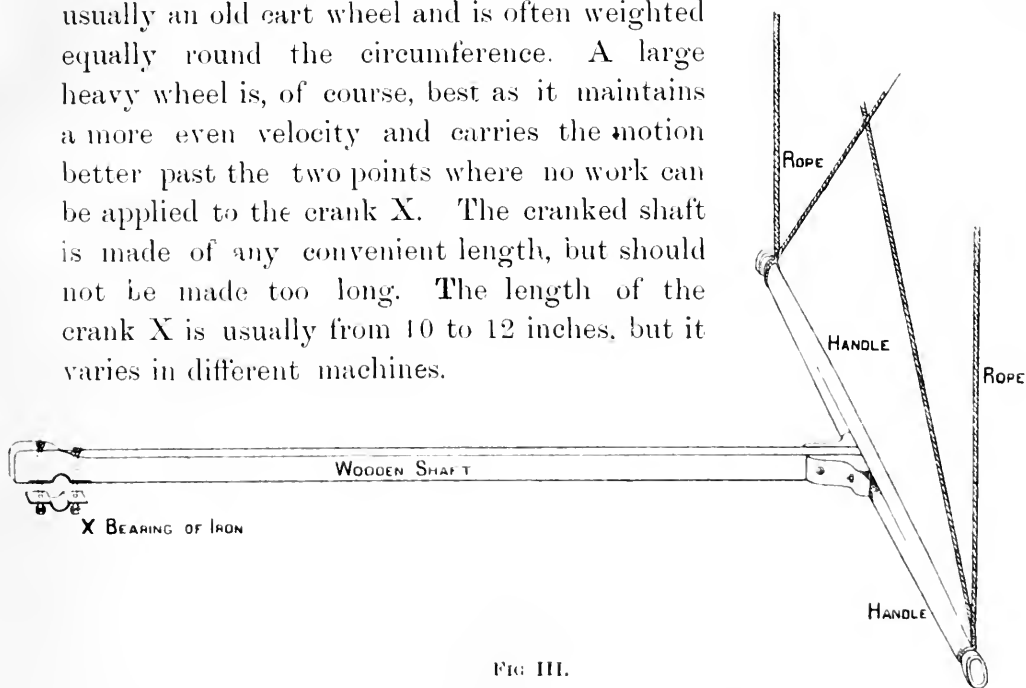 usually an old cart wheel and is often weighted
equally round the circumference. A large
heavy wheel is, of course, best as it maintains
a more even velocity and carries the motion
better past the two points where no work can
be applied to the crank X. The cranked shaft
is made of any convenient length, but should
not be made too long. The length of the
crank X is usually from 10 to 12 inches, but it
varies in different machines.
ROPE
HANDLE
ROPE
WOODEN SHAFT
X BEARING OF IRON
HANDLE
FIG III.